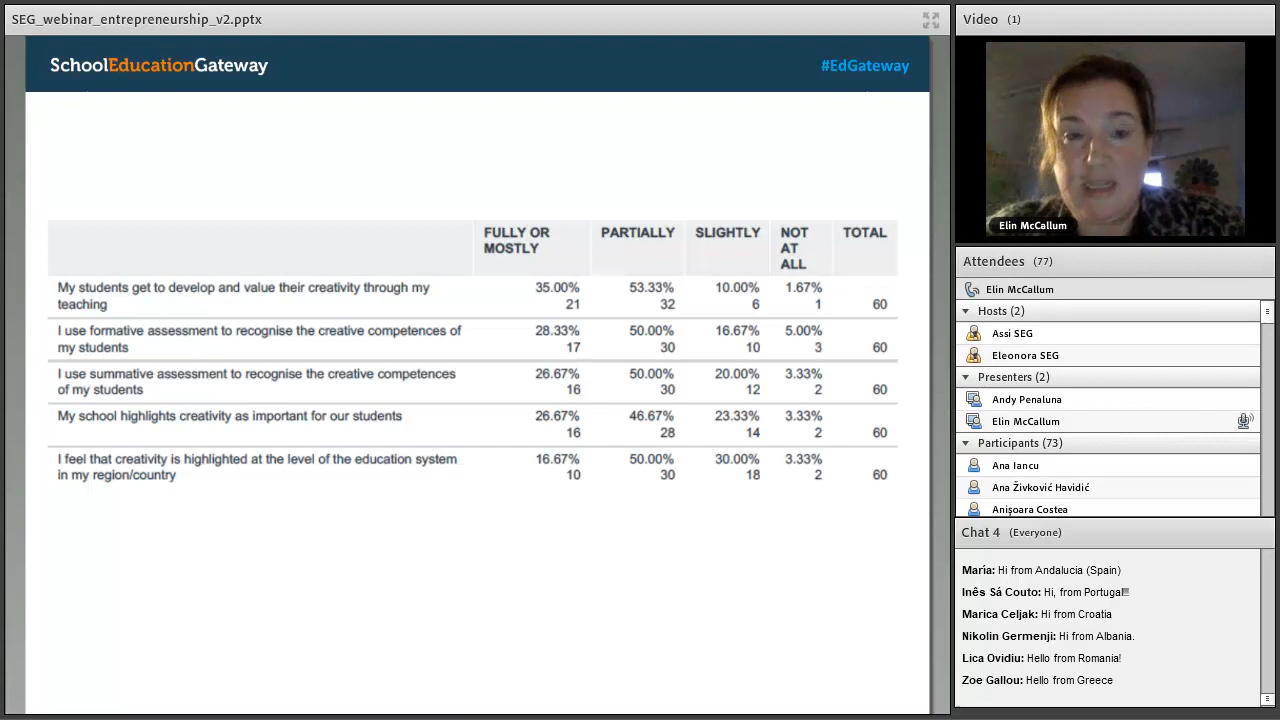 SEG_webinar_entrepreneurship_v2.pptx
SchoolEducationGateway
#EdGateway
FULLY OR MOSTLY PARTIALLY SLIGHTLY NOT AT ALL TOTAL
My students get to develop and value their creativity through my 35.00% 53.33% 10.00% 1.67%
teaching 21 32 6 1 60
I use formative assessment to recognise the creative competences of 28.33% 50.00% 16.67% 5.00%
my students 17 30 10 3 60
I use summative assessment to recognise the creative competences 26.67% 50.00% 20.00% 3.33%
of my students 16 30 12 2 60
My school highlights creativity as important for our students 26.67% 46.67% 23.33% 3.33%
16 28 14 2 60
I feel that creativity is highlighted at the level of the education system 16.67% 50.00% 30.00% 3.33%
in my region/country 10 30 18 2 60
Video (1)
Elin McCallum
Attendees (77)
Elin McCallum
Hosts (2)
Assi SEG
Eleonora SEG
Presenters (2)
Andy Penaluna
Elin McCallum
Participants (73)
Ana Iancu
Ana Živković Havidić
Anişoara Costea
Chat 4 (Everyone)
María: Hi from Andalucia (Spain)
Inês Sá Couto: Hi, from Portugal!!!
Marica Celjak: Hi from Croatia
Nikolin Germenji: Hi from Albania.
Lica Ovidiu: Hello from Romania!
Zoe Gallou: Hello from Greece